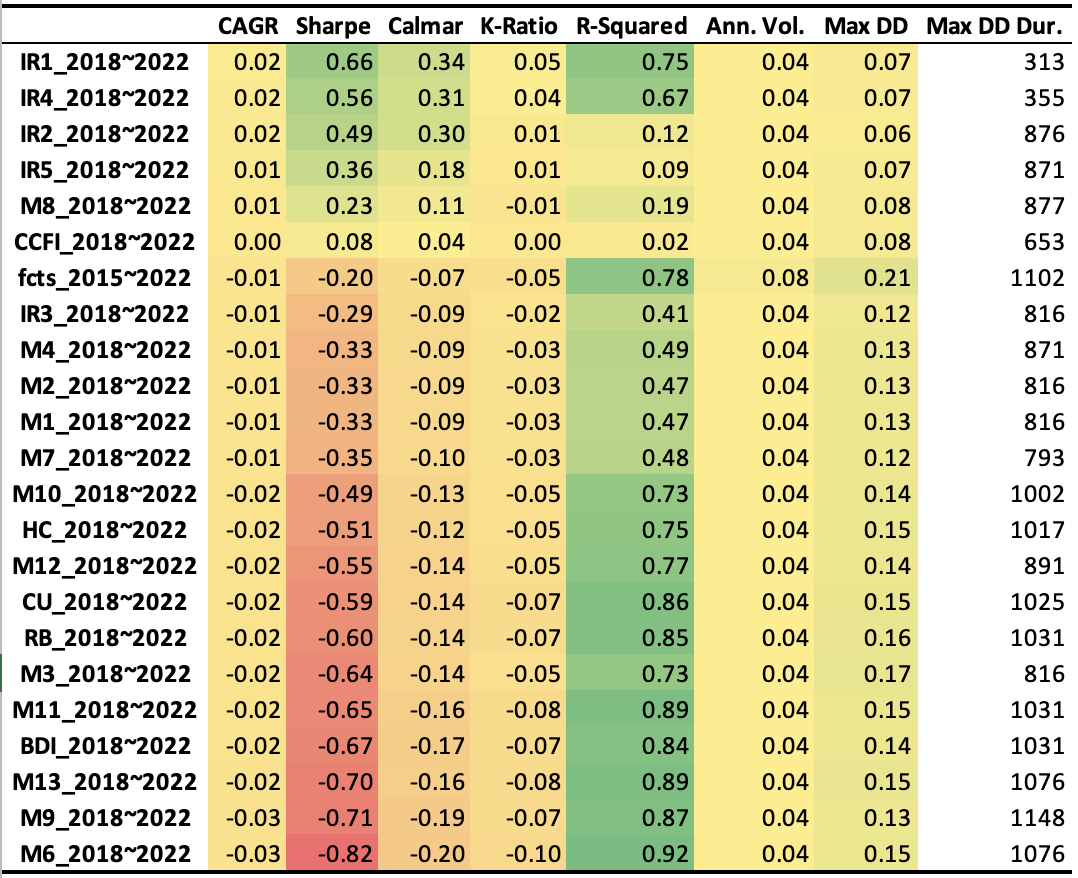 CAGR Sharpe Calmar K-Ratio R-Squared Ann. Vol. Max DD Max DD Dur.
IR1_2018~2022 0.02 0.66 0.34 0.05 0.75 0.04 0.07 313
IR4_2018~2022 0.02 0.56 0.31 0.04 0.67 0.04 0.07 355
IR2_2018~2022 0.02 0.49 0.30 0.01 0.12 0.04 0.06 876
IR5_2018~2022 0.01 0.36 0.18 0.01 0.09 0.04 0.07 871
M8_2018~2022 0.01 0.23 0.11 -0.01 0.19 0.04 0.08 877
CCFI_2018~2022 0.00 0.08 0.04 0.00 0.02 0.04 0.08 653
fcts_2015~2022 -0.01 -0.20 -0.07 -0.05 0.78 0.08 0.21 1102
IR3_2018~2022 -0.01 -0.29 -0.09 -0.02 0.41 0.04 0.12 816
M4_2018~2022 -0.01 -0.33 -0.09 -0.03 0.49 0.04 0.13 871
M2_2018~2022 -0.01 -0.33 -0.09 -0.03 0.47 0.04 0.13 816
M1_2018~2022 -0.01 -0.33 -0.09 -0.03 0.47 0.04 0.13 816
M7_2018~2022 -0.01 -0.35 -0.10 -0.03 0.48 0.04 0.12 793
M10_2018~2022 -0.02 -0.49 -0.13 -0.05 0.73 0.04 0.14 1002
HC_2018~2022 -0.02 -0.51 -0.12 -0.05 0.75 0.04 0.15 1017
M12_2018~2022 -0.02 -0.55 -0.14 -0.05 0.77 0.04 0.14 891
CU_2018~2022 -0.02 -0.59 -0.14 -0.07 0.86 0.04 0.15 1025
RB_2018~2022 -0.02 -0.60 -0.14 -0.07 0.85 0.04 0.16 1031
M3_2018~2022 -0.02 -0.64 -0.14 -0.05 0.73 0.04 0.17 816
M11_2018~2022 -0.02 -0.65 -0.16 -0.08 0.89 0.04 0.15 1031
BDI_2018~2022 -0.02 -0.67 -0.17 -0.07 0.84 0.04 0.14 1031
M13_2018~2022 -0.02 -0.70 -0.16 -0.08 0.89 0.04 0.15 1076
M9_2018~2022 -0.03 -0.71 -0.19 -0.07 0.87 0.04 0.13 1148
M6_2018~2022 -0.03 -0.82 -0.20 -0.10 0.92 0.04 0.15 1076